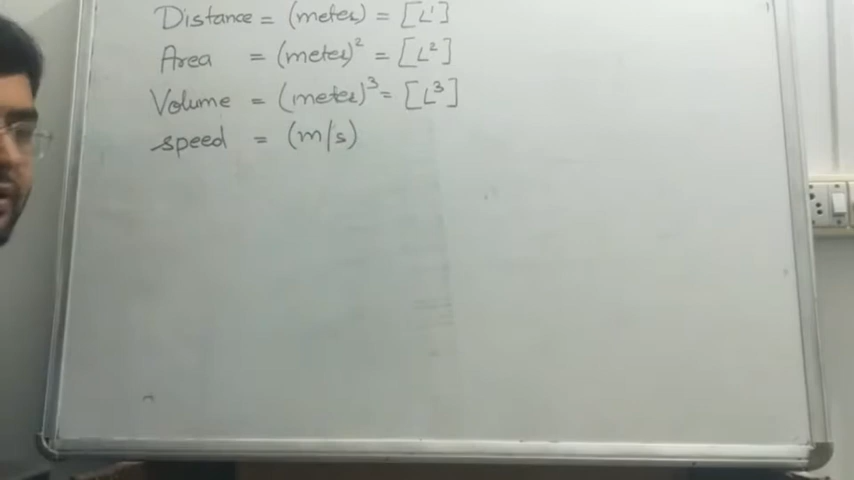 Distance = (meter) = [L¹]
Area = (meter)² = [L²]
Volume = (meter)³ = [L³]
speed = (m/s)